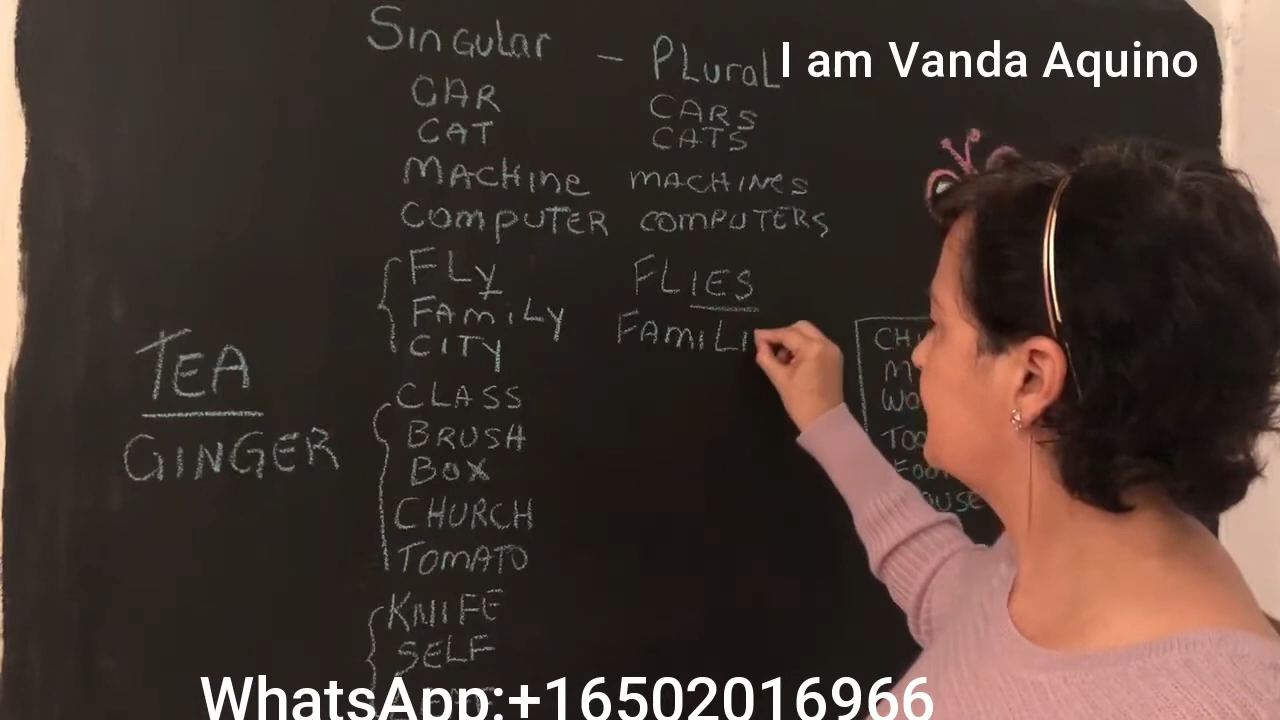 Singular - Plural
I am Vanda Aquino
CAR CARS
CAT CATS
MACHINE MACHINES
COMPUTER COMPUTERS
FLY FLIES
FAMILY FAMILI
CITY
CLASS
BRUSH
BOX
CHURCH
TOMATO
KNIFE
SELF
TEA
GINGER
WhatsApp:+16502016966